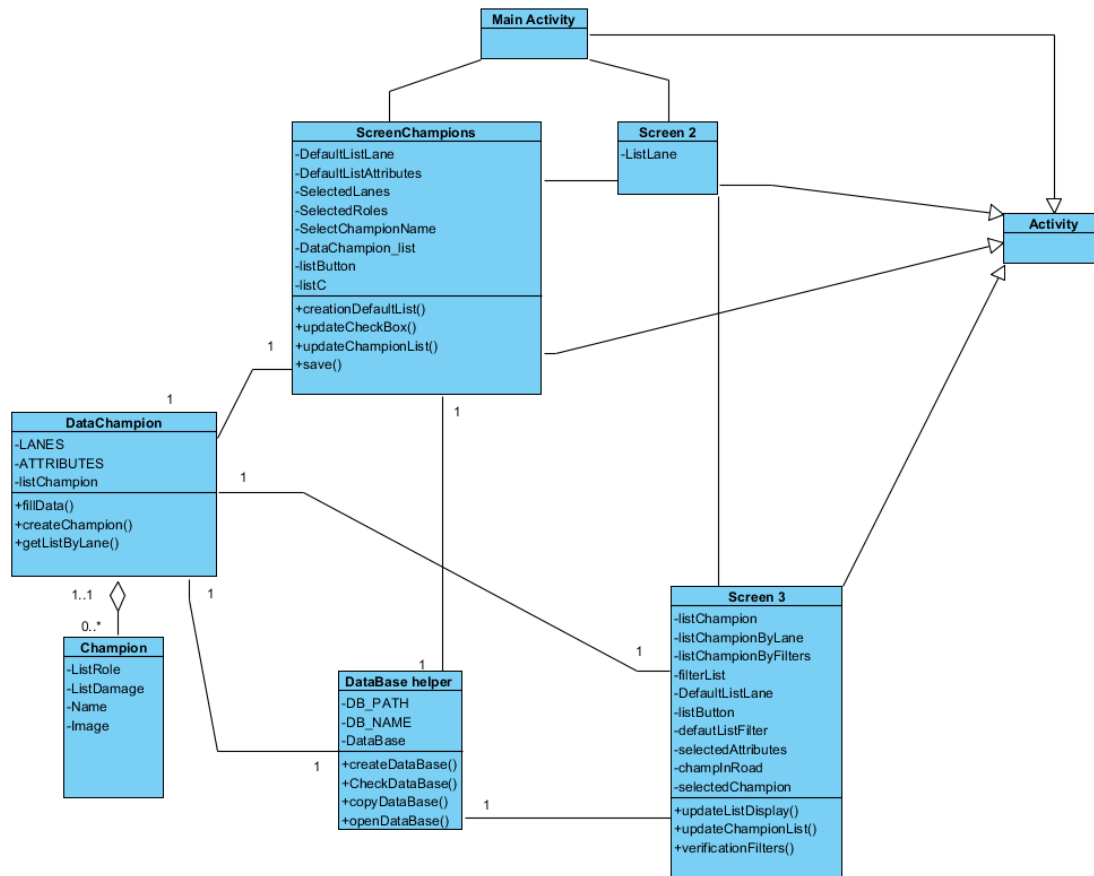 Main Activity
ScreenChampions
-DefaultListLane
-DefaultListAttributes
-SelectedLanes
-SelectedRoles
-SelectChampionName
-DataChampion_list
-listButton
-listC
+creationDefaultList()
+updateCheckBox()
+updateChampionList()
+save()
Screen 2
-ListLane
Activity
1
1
1
DataChampion
-LANES
-ATTRIBUTES
-listChampion
+fillData()
+createChampion()
+getListByLane()
1
1..1
1
0..*
Champion
-ListRole
-ListDamage
-Name
-Image
1
1
DataBase helper
-DB_PATH
-DB_NAME
-DataBase
+createDataBase()
+CheckDataBase()
+copyDataBase()
+openDataBase()
1
1
Screen 3
-listChampion
-listChampionByLane
-listChampionByFilters
-filterList
-DefaultListLane
-listButton
-defautListFilter
-selectedAttributes
-champInRoad
-selectedChampion
+updateListDisplay()
+updateChampionList()
+verificationFilters()